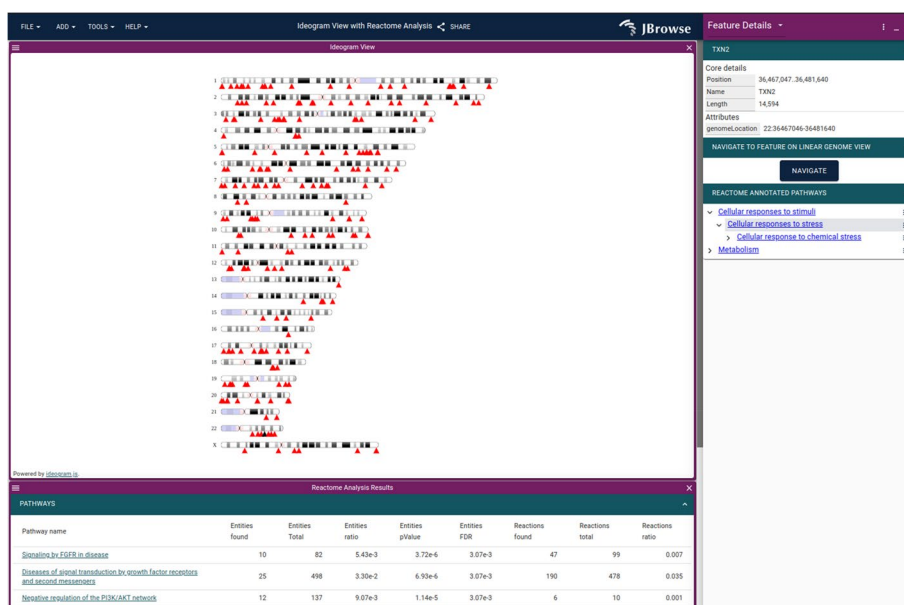 FILE ADD TOOLS HELP Ideogram View with Reactome Analysis SHARE JBrowse
Ideogram View
1
2
3
4
5
6
7
8
9
10
11
12
13
14
15
16
17
18
19
20
21
22
X
Powered by ideogram.js.
Reactome Analysis Results
PATHWAYS
Pathway name Entities found Entities Total Entities ratio Entities pValue Entities FDR Reactions found Reactions total Reactions ratio
Signaling by FGFR in disease 10 82 5.43e-3 3.72e-6 3.07e-3 47 99 0.007
Diseases of signal transduction by growth factor receptors and second messengers 25 498 3.30e-2 6.93e-6 3.07e-3 190 478 0.035
Negative regulation of the PI3K/AKT network 12 137 9.07e-3 1.14e-5 3.07e-3 6 10 0.001
Feature Details
TXN2
Core details
Position 36,467,047..36,481,640
Name TXN2
Length 14,594
Attributes
genomeLocation 22:36467046-36481640
NAVIGATE TO FEATURE ON LINEAR GENOME VIEW
NAVIGATE
REACTOME ANNOTATED PATHWAYS
Cellular responses to stimuli
Cellular responses to stress
Cellular response to chemical stress
Metabolism